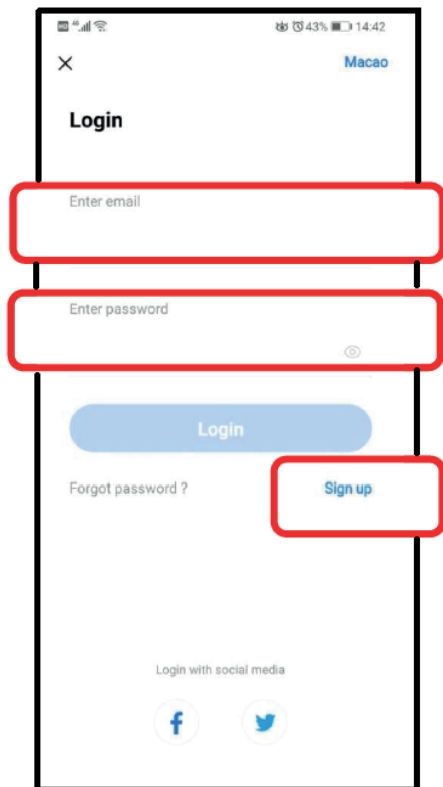 43% 14:42
Macao
Login
Enter email
Enter password
Login
Forgot password ? Sign up
Login with social media